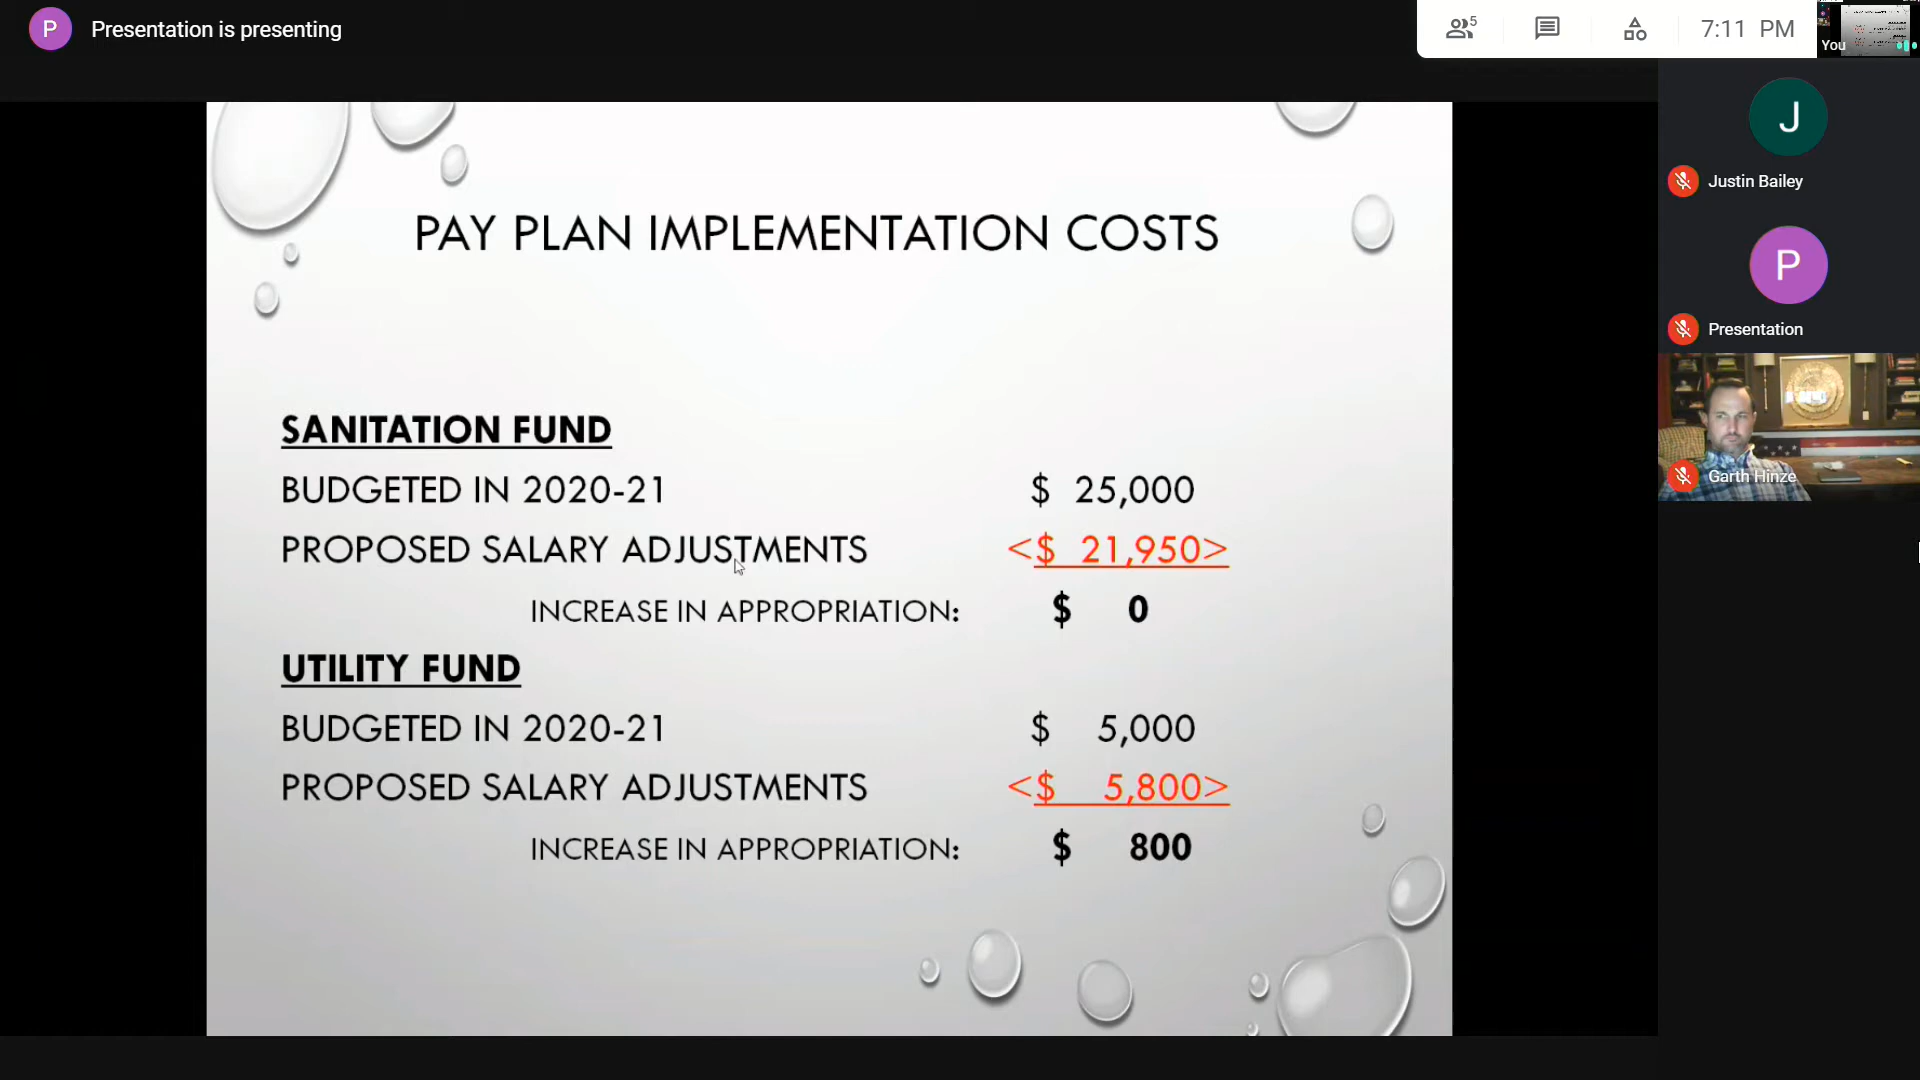 P Presentation is presenting
5
7:11 PM
You
J
Justin Bailey
P
Presentation
Garth Hinze
PAY PLAN IMPLEMENTATION COSTS
SANITATION FUND
BUDGETED IN 2020-21 $ 25,000
PROPOSED SALARY ADJUSTMENTS <$ 21,950>
INCREASE IN APPROPRIATION: $ 0
UTILITY FUND
BUDGETED IN 2020-21 $ 5,000
PROPOSED SALARY ADJUSTMENTS <$ 5,800>
INCREASE IN APPROPRIATION: $ 800